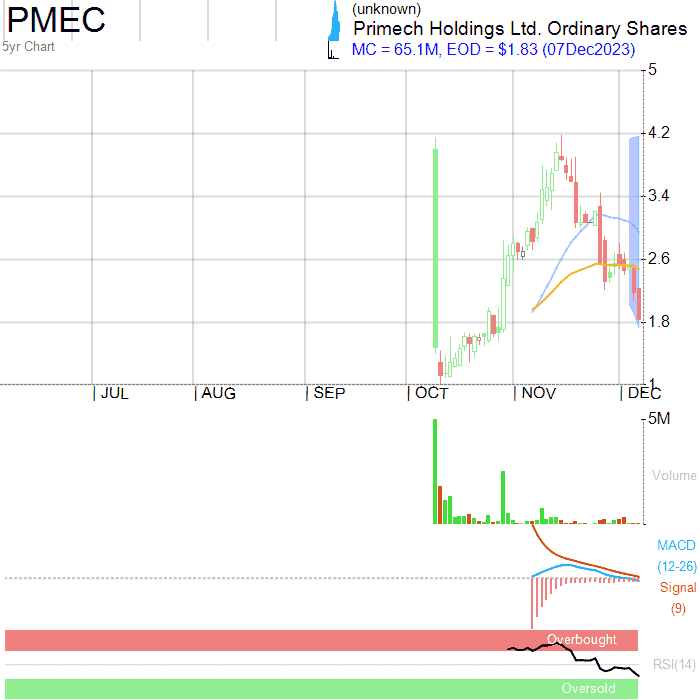 PMEC
(unknown)
Primech Holdings Ltd. Ordinary Shares
5yr Chart
MC = 65.1M, EOD = $1.83 (07Dec2023)
5
4.2
3.4
2.6
1.8
1
JUL AUG SEP OCT NOV DEC
5M
Volume
MACD
(12-26)
Signal
(9)
Overbought
RSI(14)
Oversold